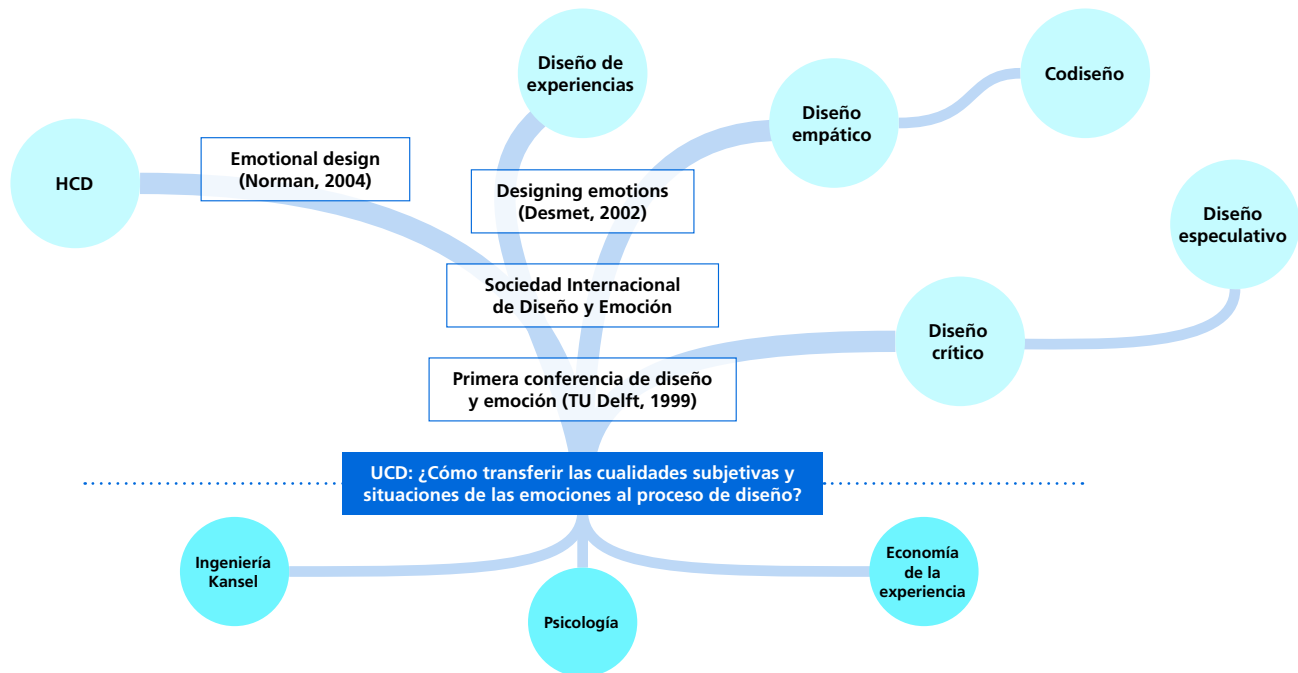 Diseño de
experiencias
Codiseño
Diseño
empático
HCD
Emotional design
(Norman, 2004)
Designing emotions
(Desmet, 2002)
Diseño
especulativo
Sociedad Internacional
de Diseño y Emoción
Diseño
crítico
Primera conferencia de diseño
y emoción (TU Delft, 1999)
UCD: ¿Cómo transferir las cualidades subjetivas y
situaciones de las emociones al proceso de diseño?
Ingeniería
Kansel
Economía
de la
experiencia
Psicología